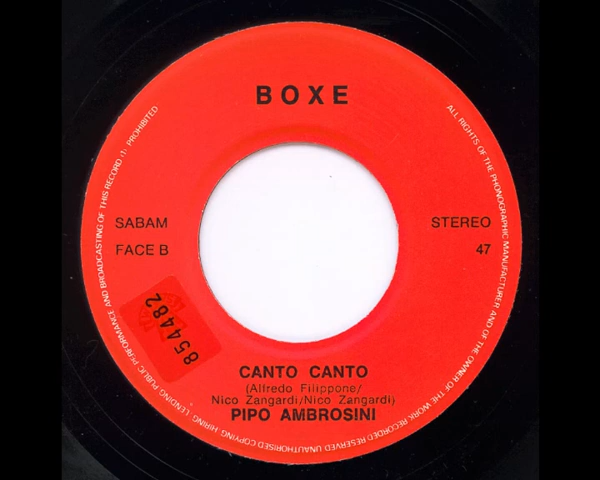 BOXE
SABAM
FACE B
STEREO
47
854482
CANTO CANTO
(Alfredo Filippone/
Nico Zangardi/Nico Zangardi)
PIPO AMBROSINI
ALL RIGHTS OF THE PHONOGRAPHIC MANUFACTURER AND OF THE OWNER OF THE WORK RECORDED RESERVED UNAUTHORISED COPYING HIRING, LENDING PUBLIC PERFORMANCE AND BROADCASTING OF THIS RECORD PROHIBITED